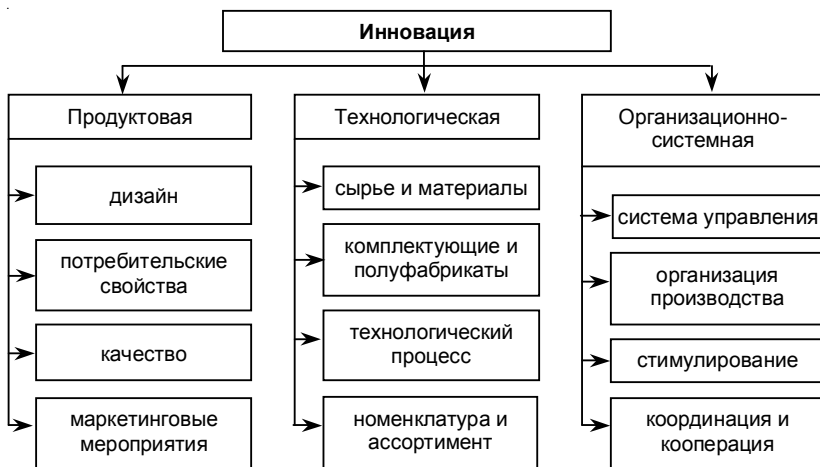 Инновация
Продуктовая
дизайн
потребительские
свойства
качество
маркетинговые
мероприятия
Технологическая
сырье и материалы
комплектующие и
полуфабрикаты
технологический
процесс
номенклатура и
ассортимент
Организационно-
системная
система управления
организация
производства
стимулирование
координация и
кооперация